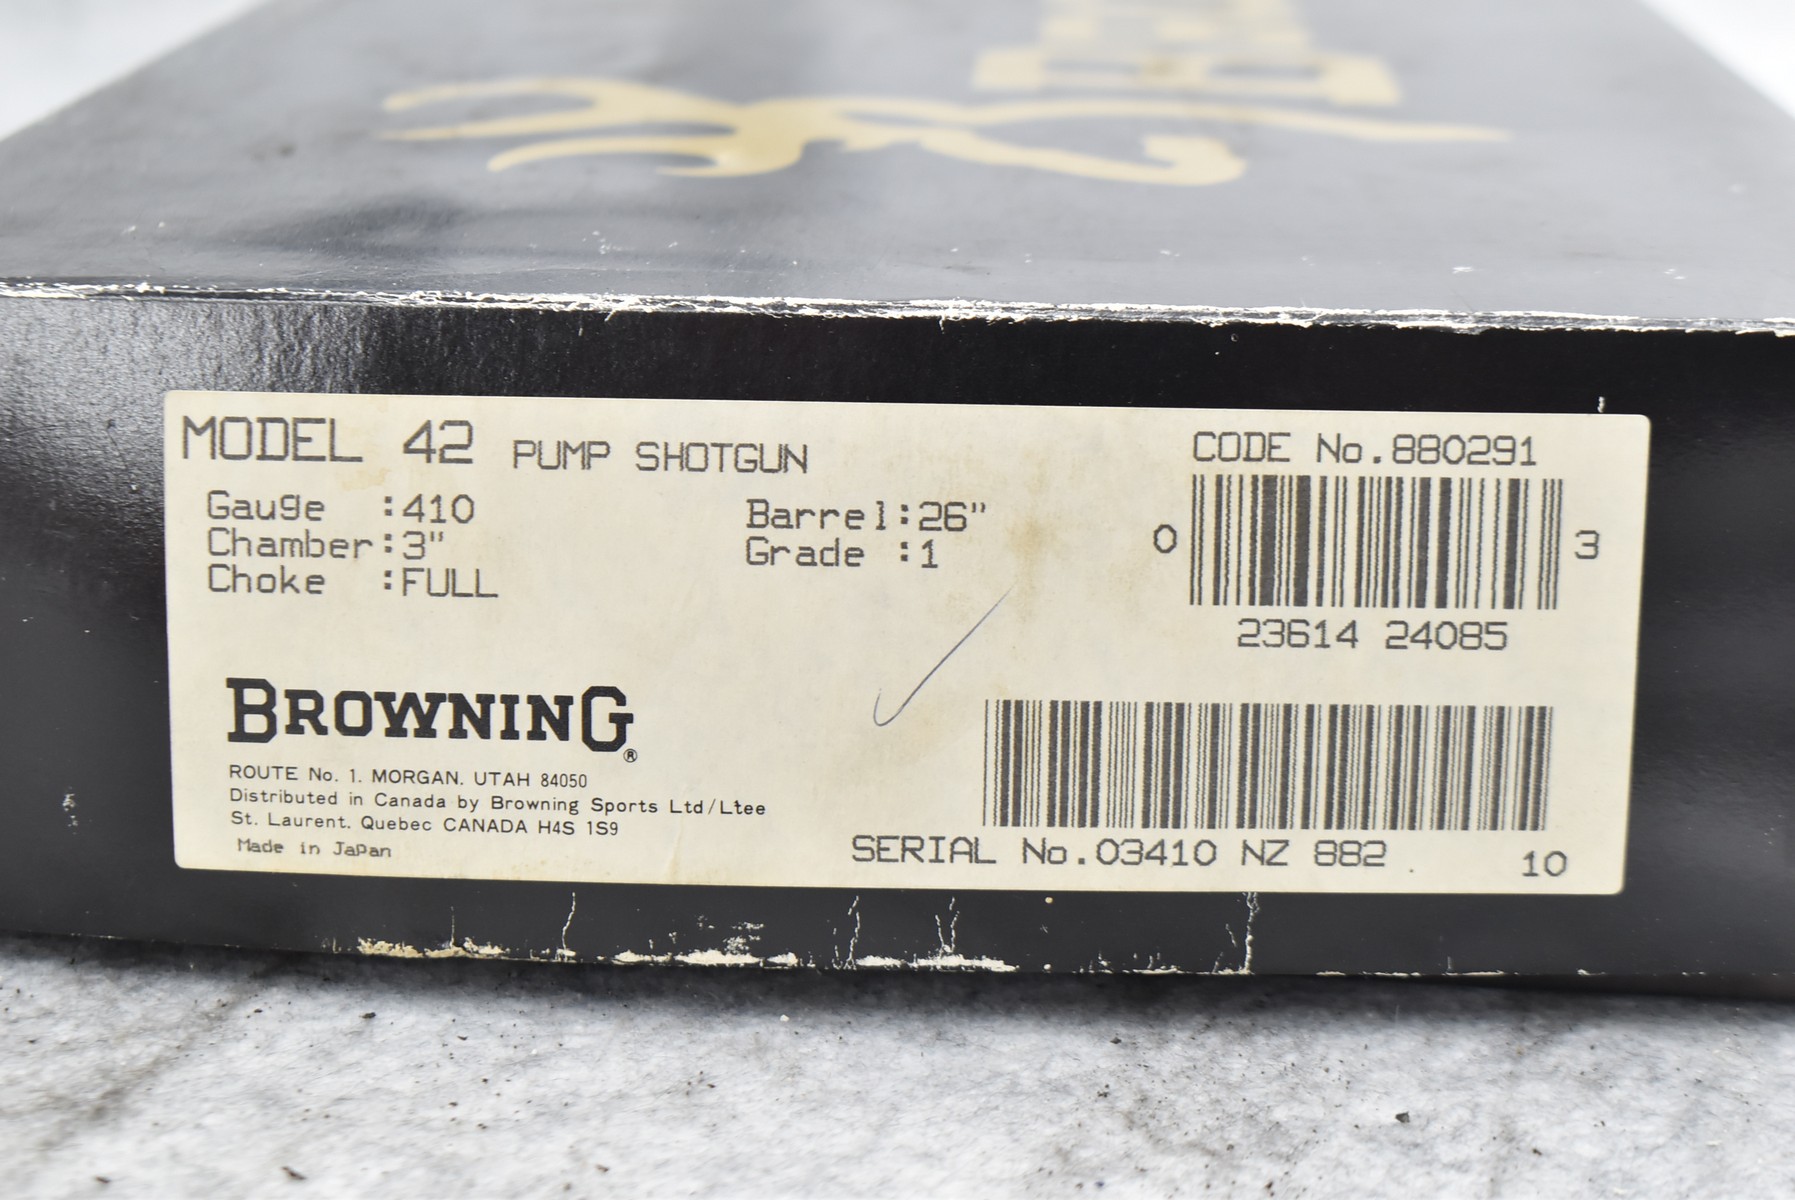 MODEL 42 PUMP SHOTGUN
Gauge :410
Chamber:3"
Choke :FULL
Barrel:26"
Grade :1
CODE No.880291
0 3
23614 24085
BROWNING®
ROUTE No. 1. MORGAN. UTAH 84050
Distributed in Canada by Browning Sports Ltd/Ltee
St. Laurent. Quebec CANADA H4S 1S9
Made in Japan
SERIAL No.03410 NZ 882 10